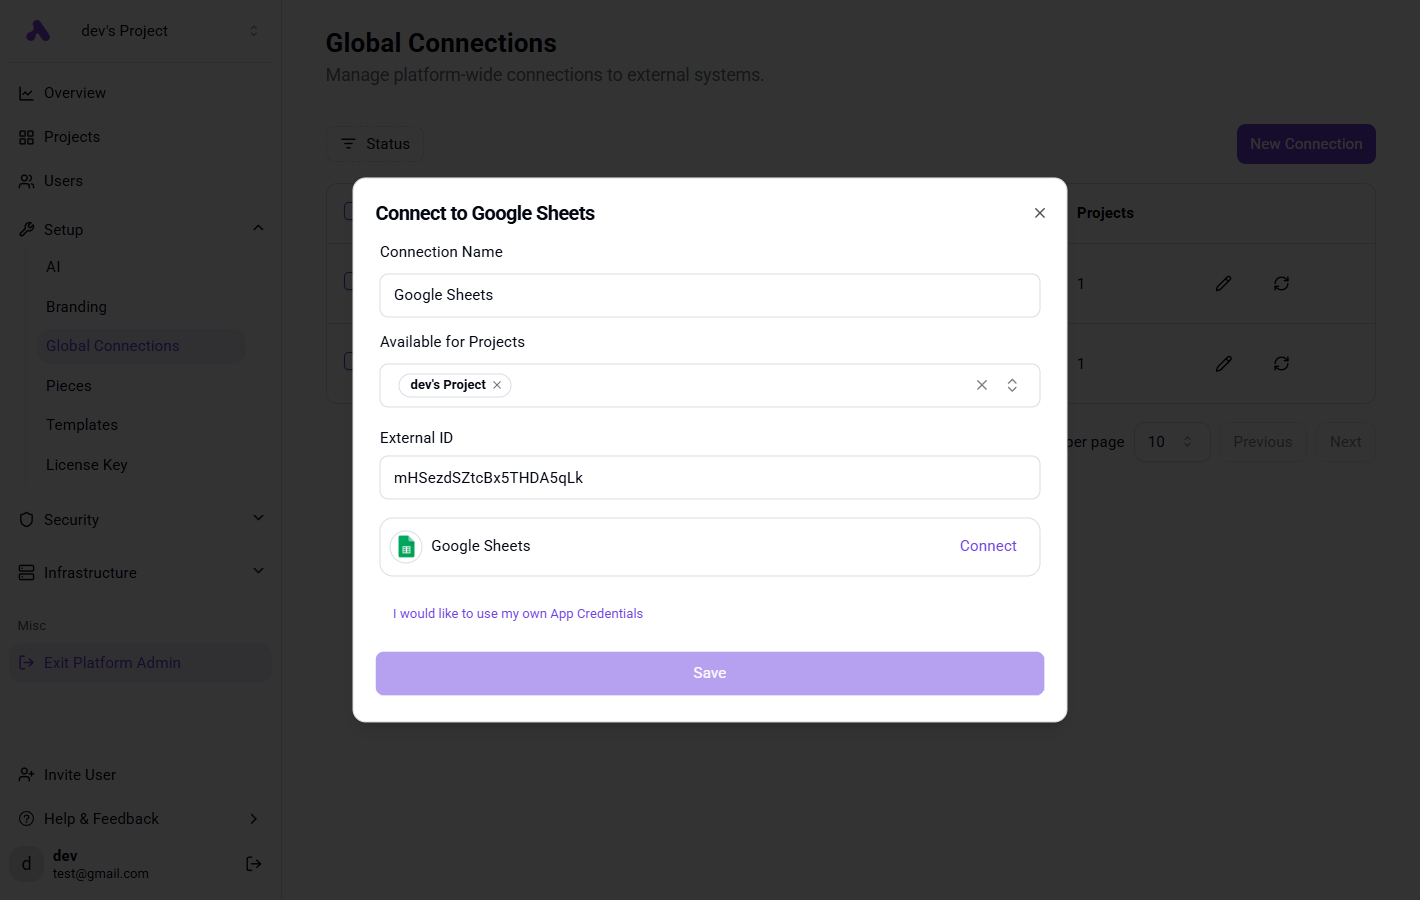 dev's Project
Overview
Projects
Users
Setup
AI
Branding
Global Connections
Pieces
Templates
License Key
Security
Infrastructure
Misc
Exit Platform Admin
Invite User
Help & Feedback
d
dev
test@gmail.com
Global Connections
Manage platform-wide connections to external systems.
Status
New Connection
Projects
1
1
per page
10
Previous
Next
Connect to Google Sheets
Connection Name
Google Sheets
Available for Projects
dev's Project
External ID
mHSezdSZtcBx5THDA5qLk
Google Sheets
Connect
I would like to use my own App Credentials
Save